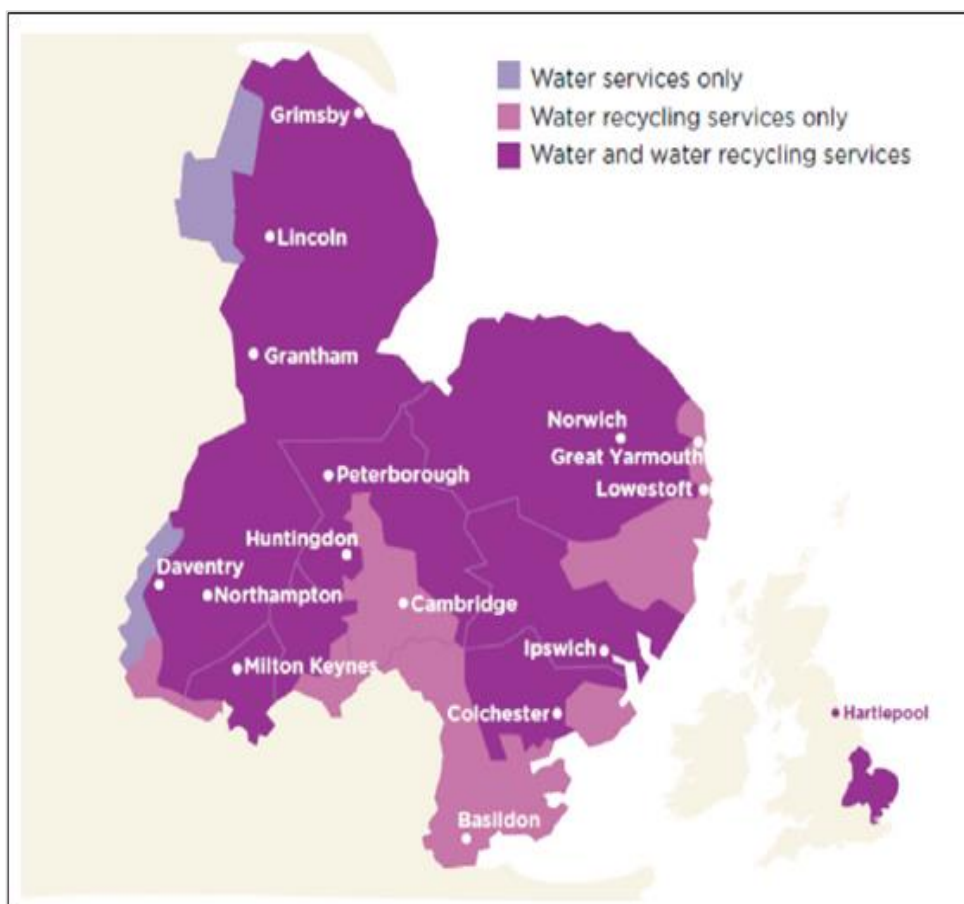 Water services only
Water recycling services only
Water and water recycling services
Grimsby
Lincoln
Grantham
Norwich
Great Yarmouth
Peterborough
Lowestoft
Huntingdon
Daventry
Northampton
Cambridge
Ipswich
Milton Keynes
Colchester
Hartlepool
Basildon